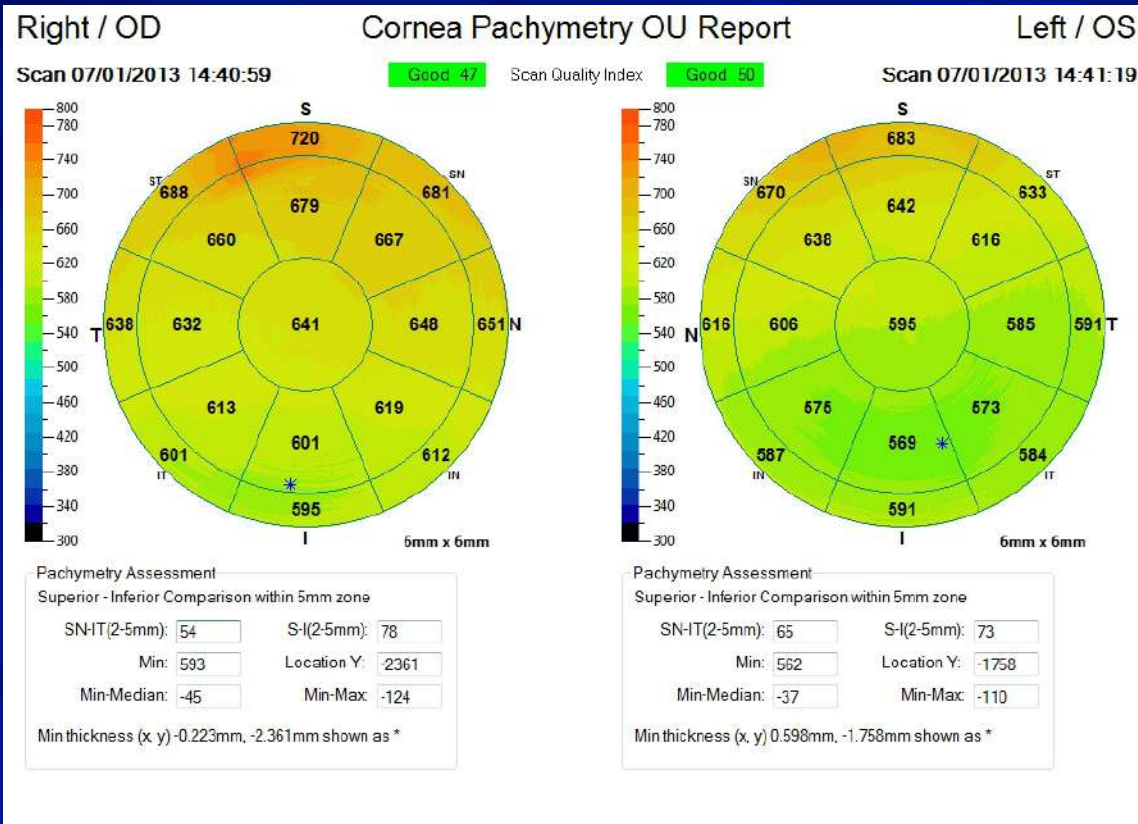 Right / OD Cornea Pachymetry OU Report Left / OS
Scan 07/01/2013 14:40:59 Good 47 Scan Quality Index Good 50 Scan 07/01/2013 14:41:19
800
780
740
700
660
620
580
540
500
460
420
380
340
300
S
720
ST
688
SN
681
679
660
667
T
638
632
641
648
651
N
613
619
601
601
612
IT
IN
595
I
6mm x 6mm
800
780
740
700
660
620
580
540
500
460
420
380
340
300
S
683
SN
670
ST
633
642
638
616
N
616
606
595
585
591
T
575
573
569
587
584
IN
IT
591
I
6mm x 6mm
Pachymetry Assessment
Superior - Inferior Comparison within 5mm zone
SN-IT(2-5mm): 54 S-I(2-5mm): 78
Min: 593 Location Y: -2361
Min-Median: -45 Min-Max: -124
Min thickness (x, y) -0.223mm, -2.361mm shown as *
Pachymetry Assessment
Superior - Inferior Comparison within 5mm zone
SN-IT(2-5mm): 65 S-I(2-5mm): 73
Min: 562 Location Y: -1758
Min-Median: -37 Min-Max: -110
Min thickness (x, y) 0.598mm, -1.758mm shown as *